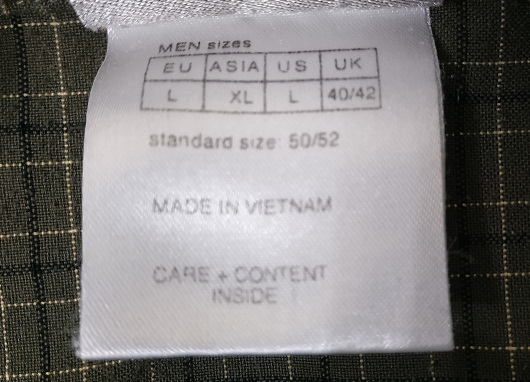 MEN sizes
EU ASIA US UK
L XL L 40/42
standard size: 50/52
MADE IN VIETNAM
CARE + CONTENT
INSIDE